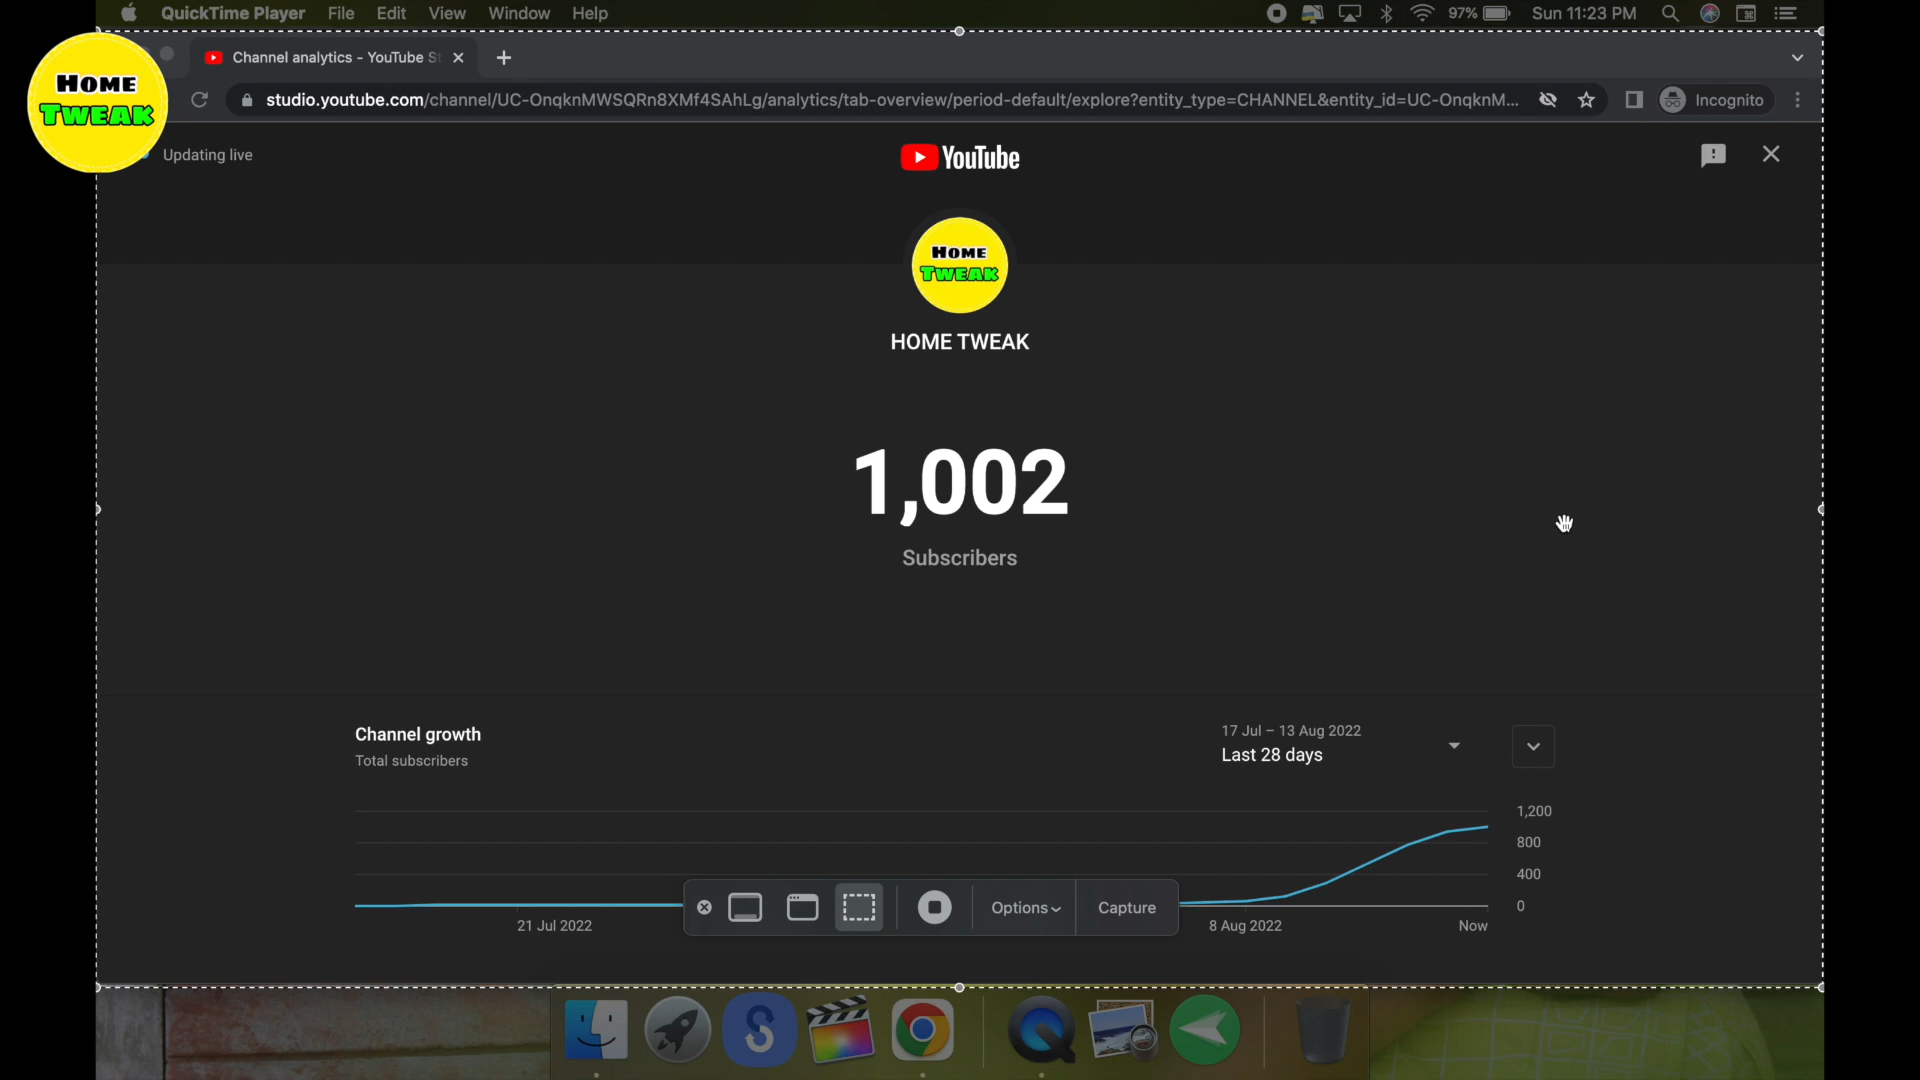 QuickTime Player File Edit View Window Help 97% Sun 11:23 PM
HOME
TWEAK
Channel analytics - YouTube St
studio.youtube.com/channel/UC-OnqknMWSQRn8XMf4SAhLg/analytics/tab-overview/period-default/explore?entity_type=CHANNEL&entity_id=UC-OnqknM... Incognito
Updating live
YouTube
HOME
TWEAK
HOME TWEAK
1,002
Subscribers
Channel growth
Total subscribers
17 Jul – 13 Aug 2022
Last 28 days
1,200
800
400
0
Options Capture
21 Jul 2022 8 Aug 2022 Now